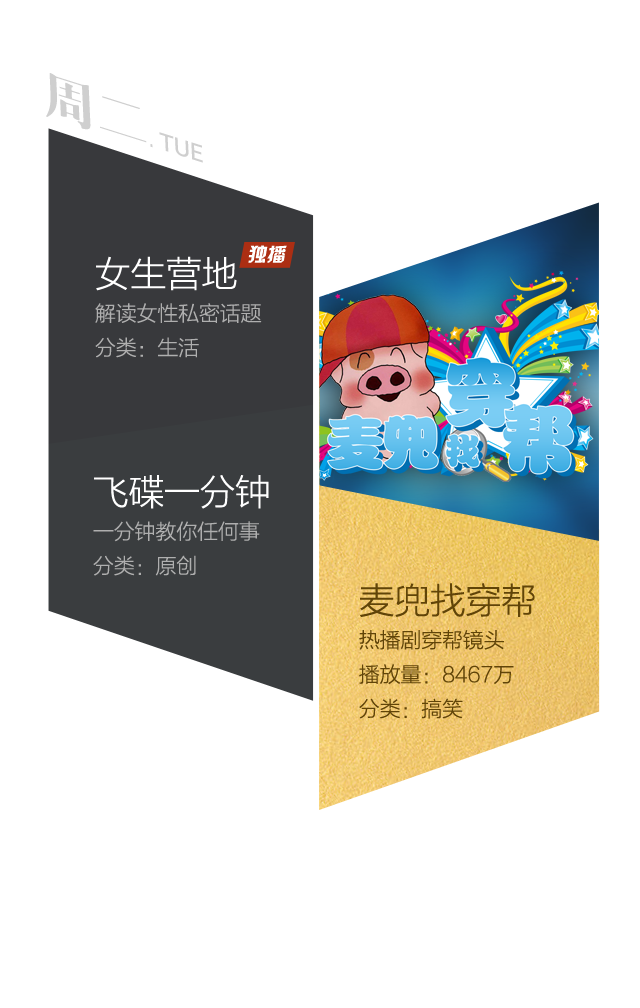 周二.TUE
女生营地
独播
解读女性私密话题
分类：生活
飞碟一分钟
一分钟教你任何事
分类：原创
麦兜找穿帮
麦兜找穿帮
热播剧穿帮镜头
播放量：8467万
分类：搞笑